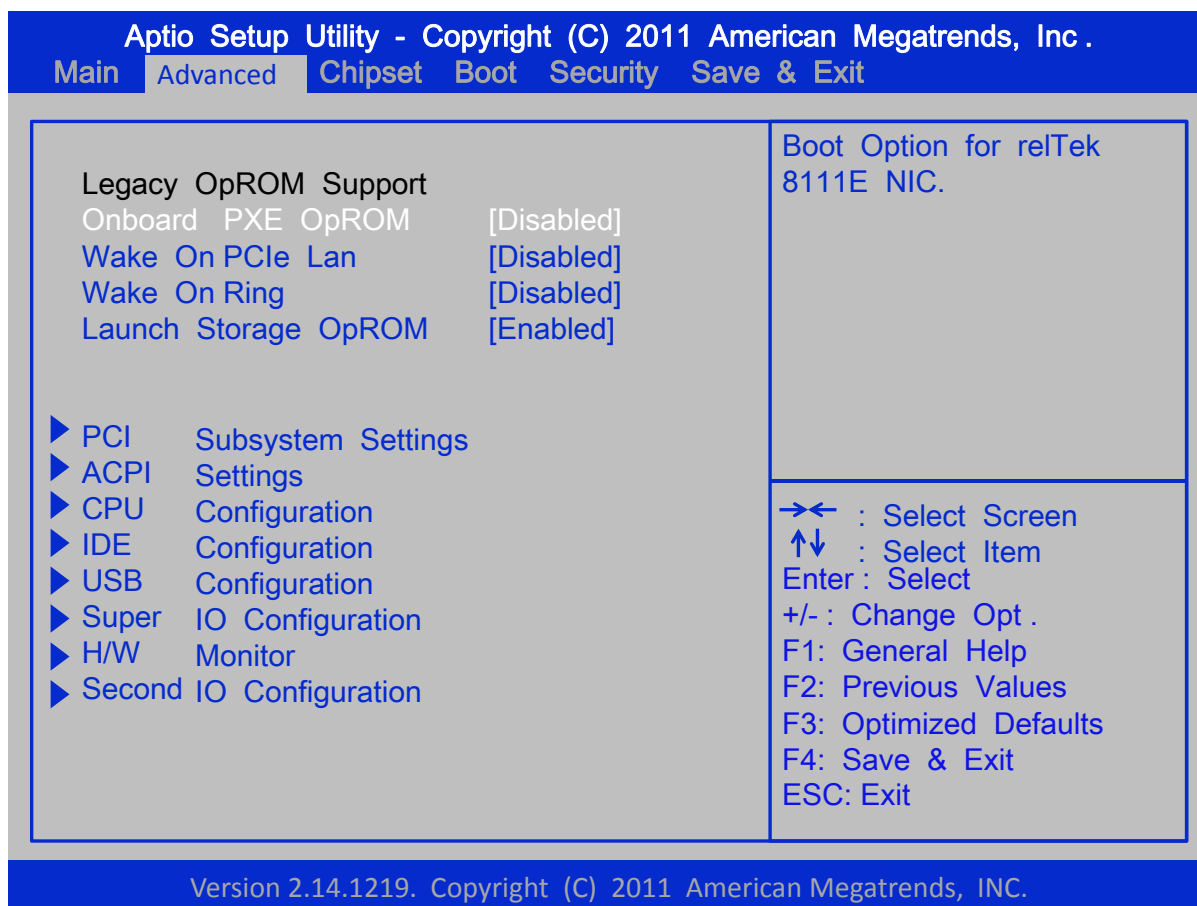 Aptio Setup Utility - Copyright (C) 2011 American Megatrends, Inc .
Main Advanced Chipset Boot Security Save & Exit
Legacy OpROM Support
Onboard PXE OpROM [Disabled]
Wake On PCIe Lan [Disabled]
Wake On Ring [Disabled]
Launch Storage OpROM [Enabled]
PCI Subsystem Settings
ACPI Settings
CPU Configuration
IDE Configuration
USB Configuration
Super IO Configuration
H/W Monitor
Second IO Configuration
Boot Option for relTek
8111E NIC.
→← : Select Screen
↑↓ : Select Item
Enter : Select
+/- : Change Opt .
F1: General Help
F2: Previous Values
F3: Optimized Defaults
F4: Save & Exit
ESC: Exit
Version 2.14.1219. Copyright (C) 2011 American Megatrends, INC.